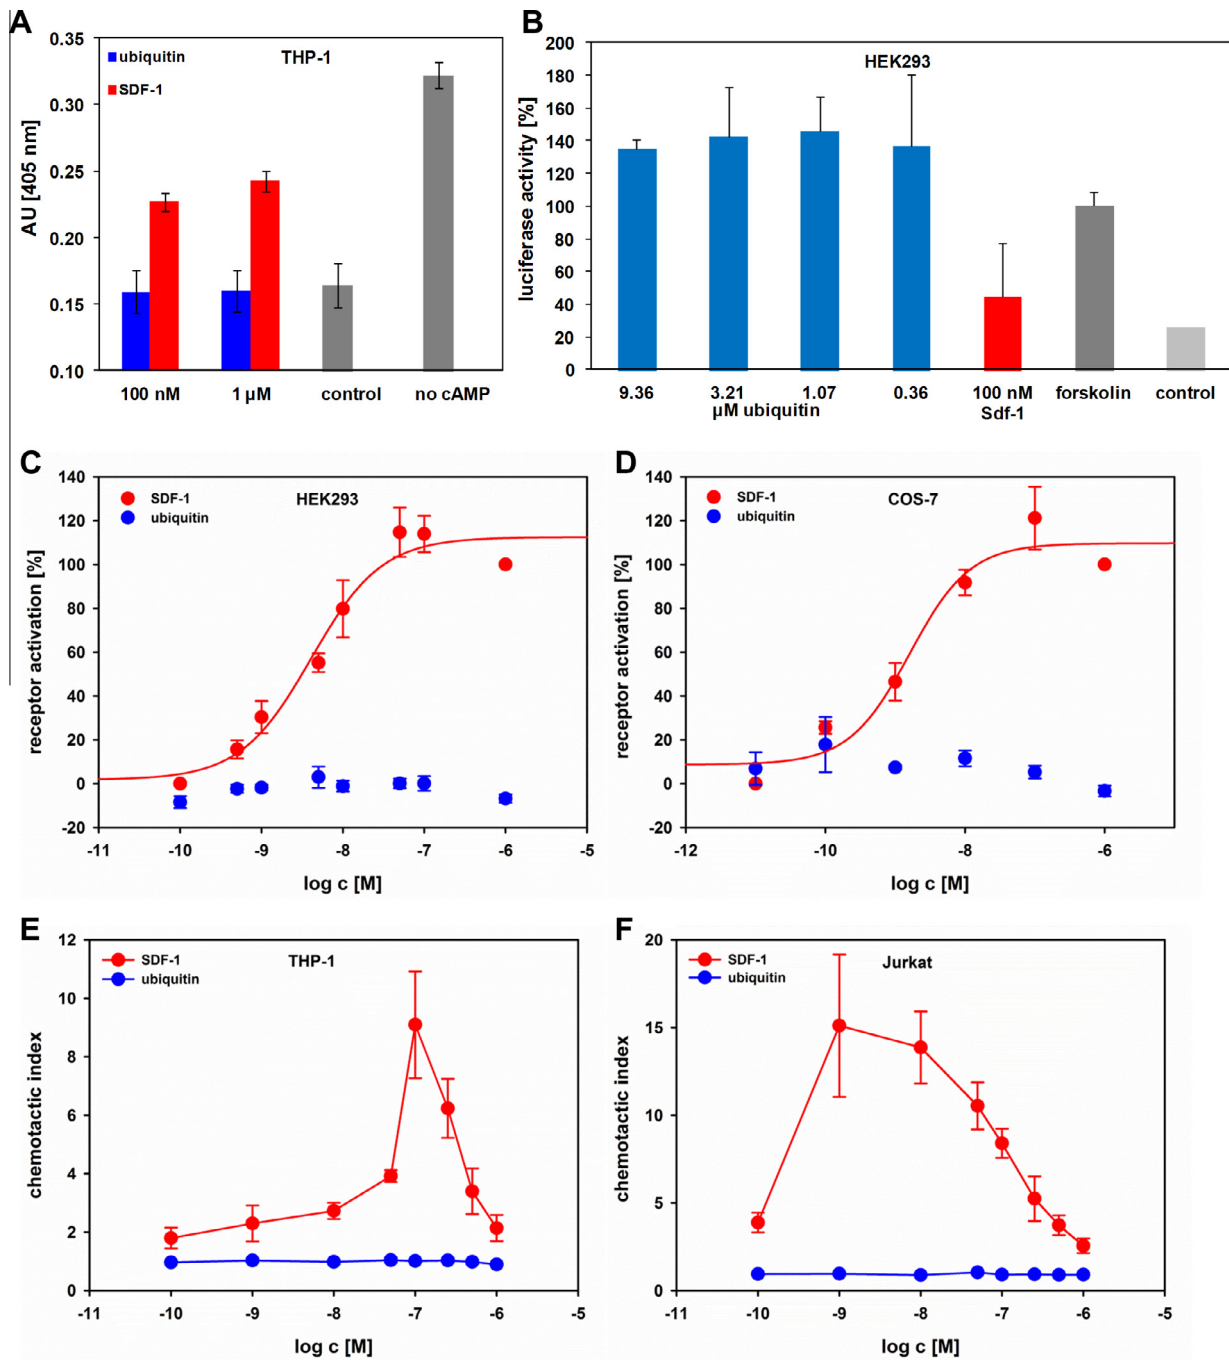 A
AU [405 nm]
0.35
0.30
0.25
0.20
0.15
0.10
ubiquitin
SDF-1
THP-1
100 nM
1 µM
control
no cAMP
B
luciferase activity [%]
200
180
160
140
120
100
80
60
40
20
0
HEK293
9.36
3.21
1.07
0.36
100 nM
forskolin
control
µM ubiquitin
Sdf-1
C
receptor activation [%]
140
120
100
80
60
40
20
0
-20
SDF-1
ubiquitin
HEK293
-11
-10
-9
-8
-7
-6
-5
log c [M]
D
receptor activation [%]
140
120
100
80
60
40
20
0
-20
SDF-1
ubiquitin
COS-7
-12
-10
-8
-6
log c [M]
E
chemotactic index
12
10
8
6
4
2
0
SDF-1
ubiquitin
THP-1
-11
-10
-9
-8
-7
-6
-5
log c [M]
F
chemotactic index
20
15
10
5
0
SDF-1
ubiquitin
Jurkat
-11
-10
-9
-8
-7
-6
-5
log c [M]